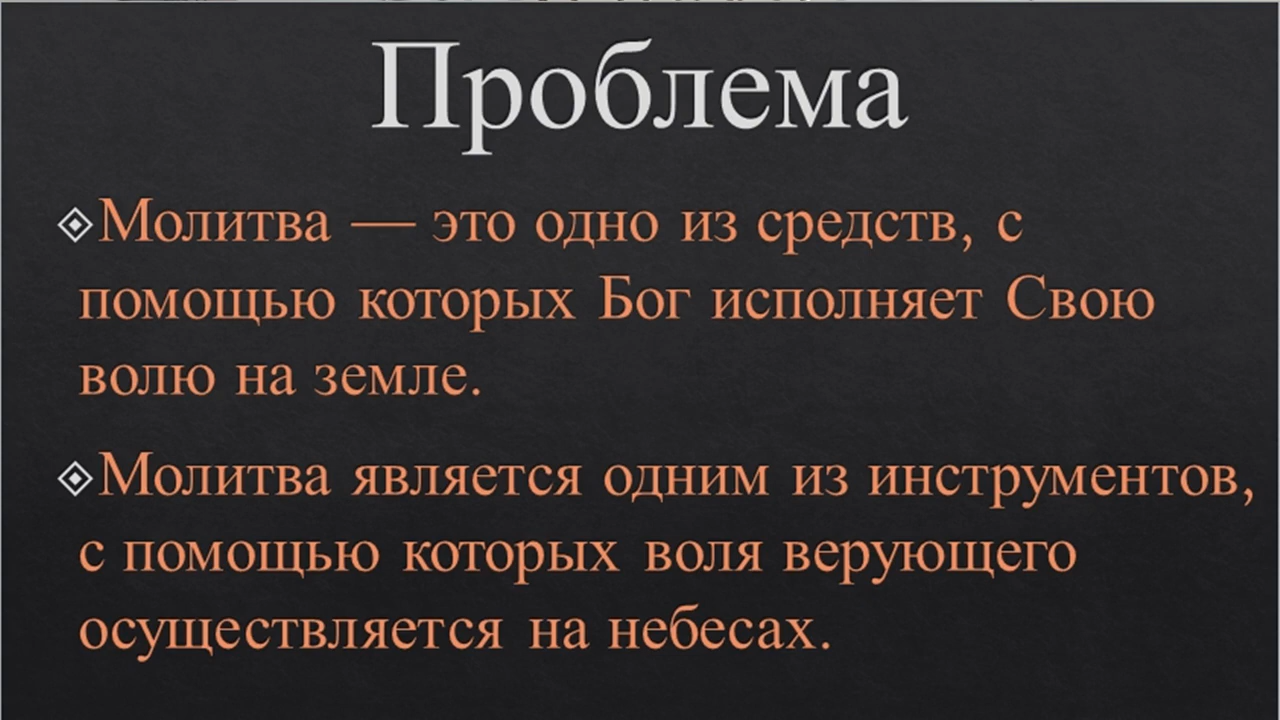 Проблема
Молитва — это одно из средств, с
помощью которых Бог исполняет Свою
волю на земле.
Молитва является одним из инструментов,
с помощью которых воля верующего
осуществляется на небесах.